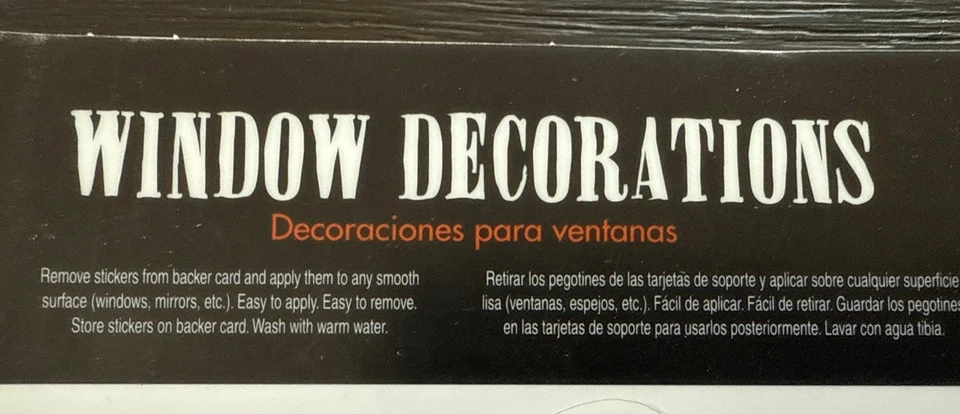 WINDOW DECORATIONS
Decoraciones para ventanas
Remove stickers from backer card and apply them to any smooth
surface (windows, mirrors, etc.). Easy to apply. Easy to remove.
Store stickers on backer card. Wash with warm water.
Retirar los pegotines de las tarjetas de soporte y aplicar sobre cualquier superficie
lisa (ventanas, espejos, etc.). Fácil de aplicar. Fácil de retirar. Guardar los pegotines
en las tarjetas de soporte para usarlos posteriormente. Lavar con agua tibia.